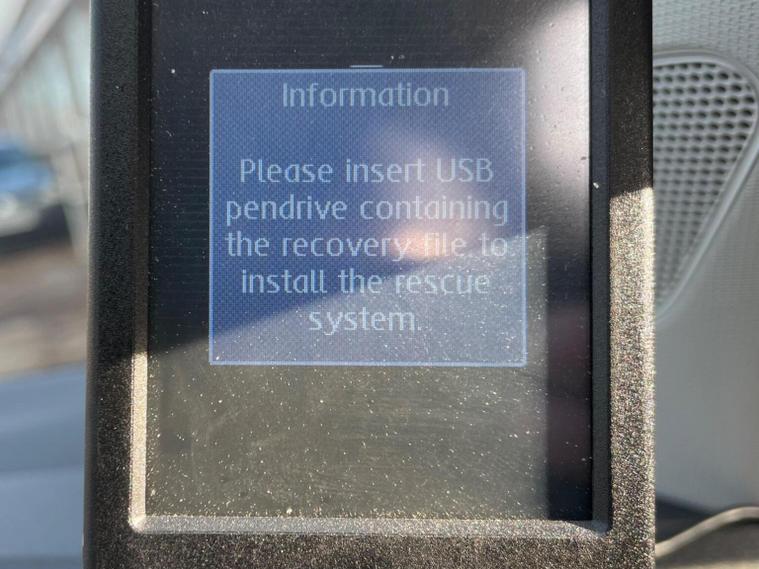 Information
Please insert USB
pendrive containing
the recovery file to
install the rescue
system.